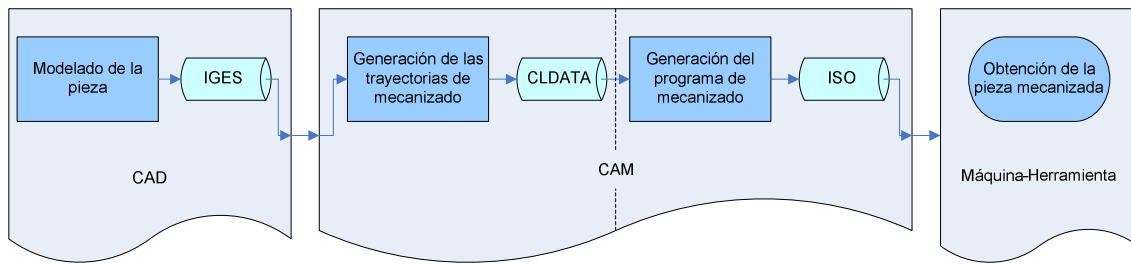 Modelado de la
pieza
IGES
CAD
Generación de las
trayectorias de
mecanizado
CLDATA
Generación del
programa de
mecanizado
ISO
CAM
Obtención de la
pieza mecanizada
Máquina-Herramienta